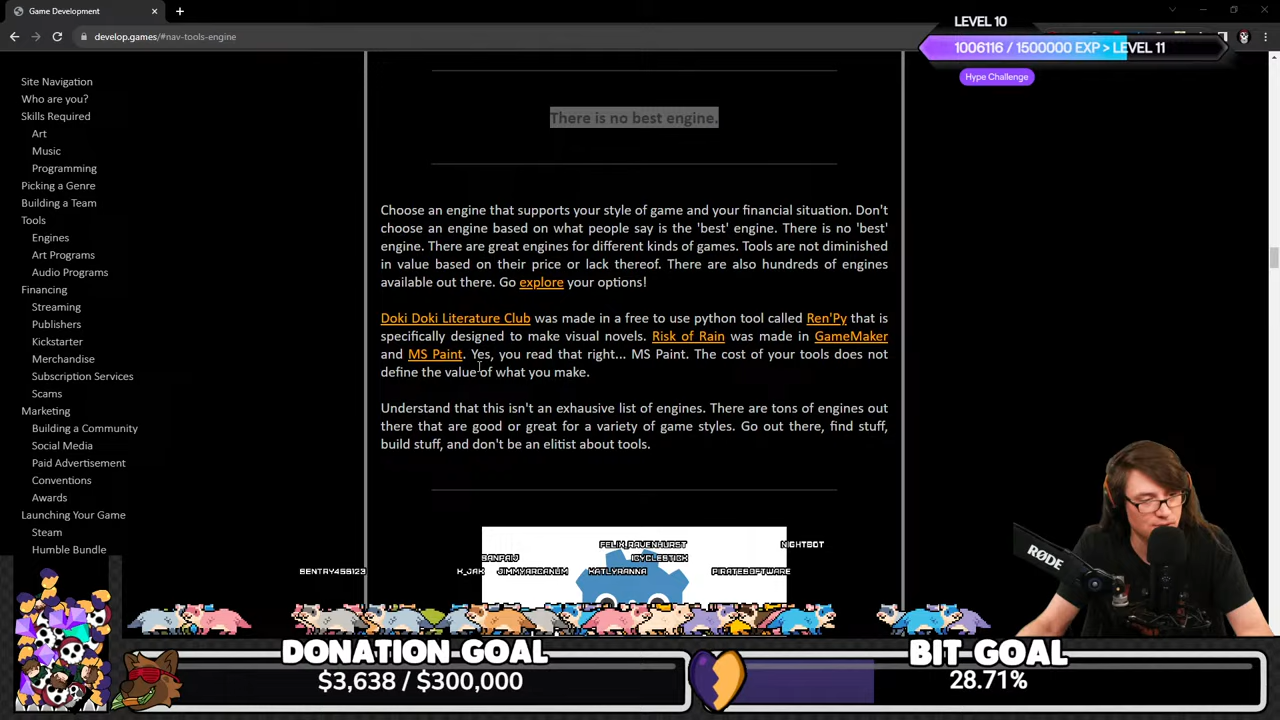 Game Development
develop.games/#nav-tools-engine
LEVEL 10
1006116 / 1500000 EXP > LEVEL 11
Hype Challenge
Site Navigation
Who are you?
Skills Required
Art
Music
Programming
Picking a Genre
Building a Team
Tools
Engines
Art Programs
Audio Programs
Financing
Streaming
Publishers
Kickstarter
Merchandise
Subscription Services
Scams
Marketing
Building a Community
Social Media
Paid Advertisement
Conventions
Awards
Launching Your Game
Steam
Humble Bundle
There is no best engine.
Choose an engine that supports your style of game and your financial situation. Don't
choose an engine based on what people say is the 'best' engine. There is no 'best'
engine. There are great engines for different kinds of games. Tools are not diminished
in value based on their price or lack thereof. There are also hundreds of engines
available out there. Go explore your options!
Doki Doki Literature Club was made in a free to use python tool called Ren'Py that is
specifically designed to make visual novels. Risk of Rain was made in GameMaker
and MS Paint. Yes, you read that right... MS Paint. The cost of your tools does not
define the value of what you make.
Understand that this isn't an exhausive list of engines. There are tons of engines out
there that are good or great for a variety of game styles. Go out there, find stuff,
build stuff, and don't be an elitist about tools.
FELIX_RAVENHURST
NIGHTBOT
ICYCLESTICK
BENTRY456123
K_JAK
JIMMYARCANUM
KATLYRANNA
PIRATESOFTWARE
RØDE
DONATION GOAL
$3,638 / $300,000
BIT GOAL
28.71%